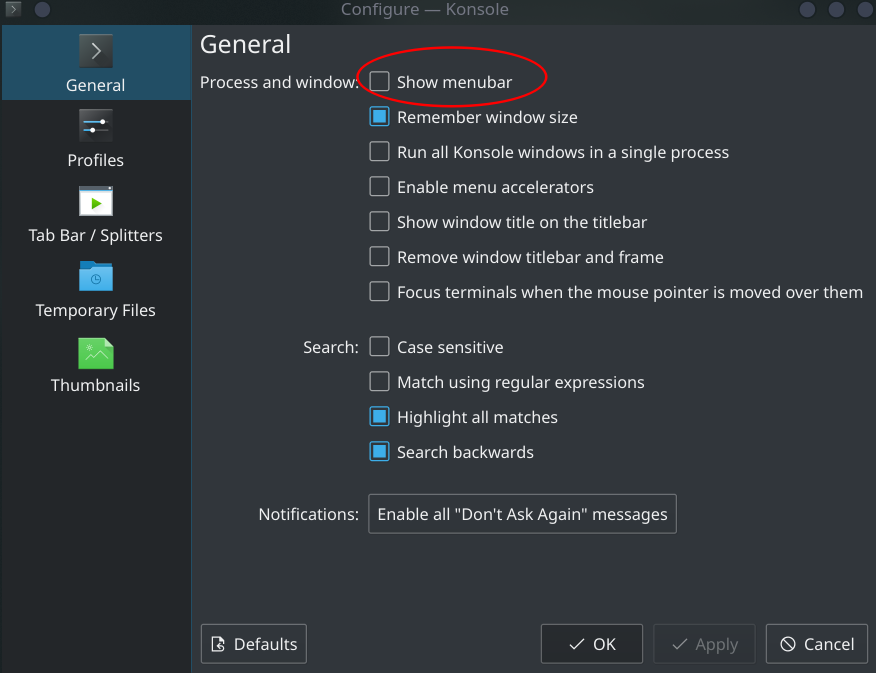 Configure — Konsole
General
Profiles
Tab Bar / Splitters
Temporary Files
Thumbnails
General
Process and window: Show menubar
Remember window size
Run all Konsole windows in a single process
Enable menu accelerators
Show window title on the titlebar
Remove window titlebar and frame
Focus terminals when the mouse pointer is moved over them
Search: Case sensitive
Match using regular expressions
Highlight all matches
Search backwards
Notifications: Enable all "Don't Ask Again" messages
Defaults OK Apply Cancel